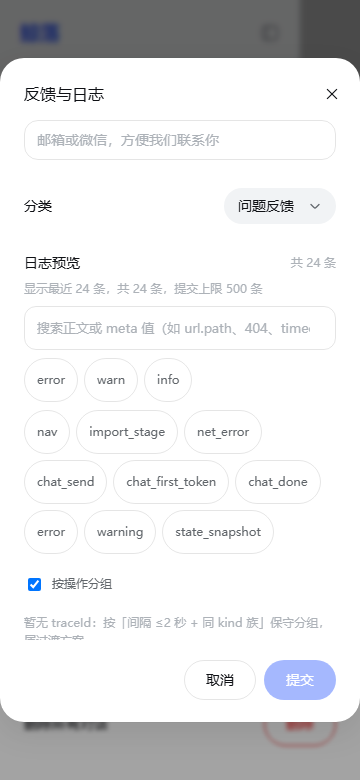 反馈与日志
邮箱或微信，方便我们联系你
分类
问题反馈
日志预览
共 24 条
显示最近 24 条，共 24 条，提交上限 500 条
搜索正文或 meta 值（如 url.path、404、time
error warn info
nav import_stage net_error
chat_send chat_first_token chat_done
error warning state_snapshot
按操作分组
暂无 traceId：按「间隔 ≤2 秒 + 同 kind 族」保守分组，
取消 提交